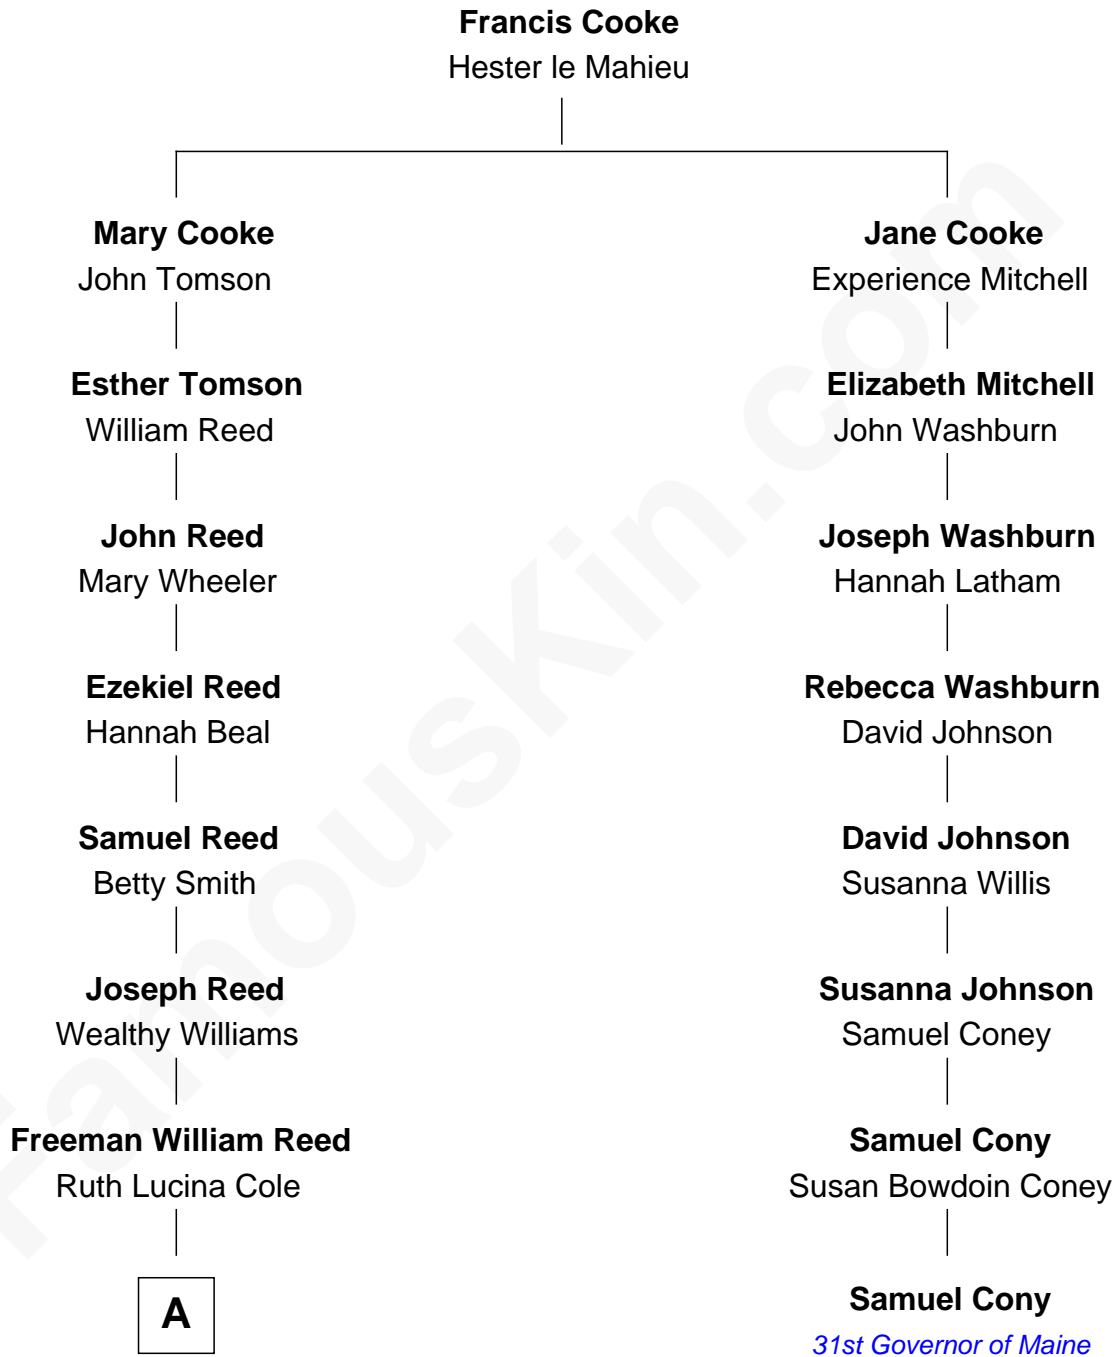 Francis Cooke
Hester le Mahieu
Mary Cooke
John Tomson
Jane Cooke
Experience Mitchell
Esther Tomson
William Reed
Elizabeth Mitchell
John Washburn
John Reed
Mary Wheeler
Joseph Washburn
Hannah Latham
Ezekiel Reed
Hannah Beal
Rebecca Washburn
David Johnson
Samuel Reed
Betty Smith
David Johnson
Susanna Willis
Joseph Reed
Wealthy Williams
Susanna Johnson
Samuel Coney
Freeman William Reed
Ruth Lucina Cole
Samuel Cony
Susan Bowdoin Coney
A
Samuel Cony
31st Governor of Maine
FamousKin.com